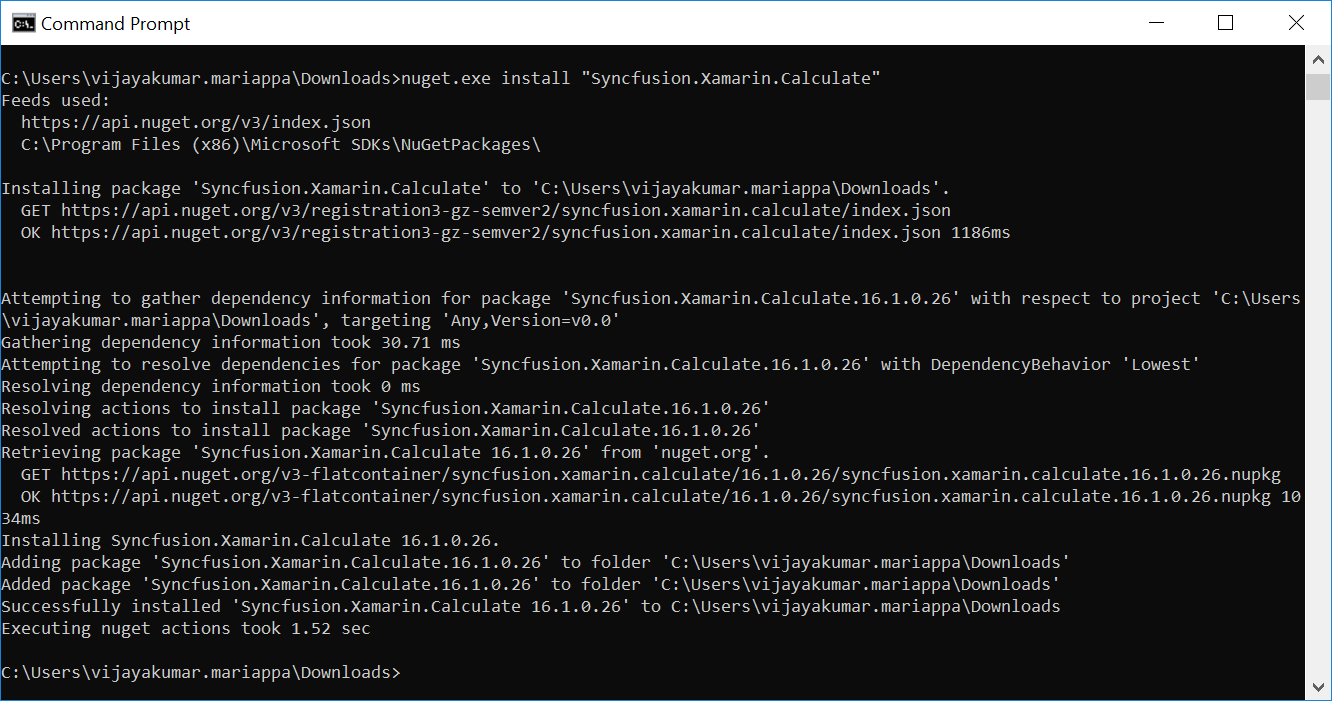 Command Prompt
C:\Users\vijayakumar.mariappa\Downloads>nuget.exe install "Syncfusion.Xamarin.Calculate"
Feeds used:
  https://api.nuget.org/v3/index.json
  C:\Program Files (x86)\Microsoft SDKs\NuGetPackages\
Installing package 'Syncfusion.Xamarin.Calculate' to 'C:\Users\vijayakumar.mariappa\Downloads'.
  GET https://api.nuget.org/v3/registration3-gz-semver2/syncfusion.xamarin.calculate/index.json
  OK https://api.nuget.org/v3/registration3-gz-semver2/syncfusion.xamarin.calculate/index.json 1186ms
Attempting to gather dependency information for package 'Syncfusion.Xamarin.Calculate.16.1.0.26' with respect to project 'C:\Users
\vijayakumar.mariappa\Downloads', targeting 'Any,Version=v0.0'
Gathering dependency information took 30.71 ms
Attempting to resolve dependencies for package 'Syncfusion.Xamarin.Calculate.16.1.0.26' with DependencyBehavior 'Lowest'
Resolving dependency information took 0 ms
Resolving actions to install package 'Syncfusion.Xamarin.Calculate.16.1.0.26'
Resolved actions to install package 'Syncfusion.Xamarin.Calculate.16.1.0.26'
Retrieving package 'Syncfusion.Xamarin.Calculate 16.1.0.26' from 'nuget.org'.
  GET https://api.nuget.org/v3-flatcontainer/syncfusion.xamarin.calculate/16.1.0.26/syncfusion.xamarin.calculate.16.1.0.26.nupkg
  OK https://api.nuget.org/v3-flatcontainer/syncfusion.xamarin.calculate/16.1.0.26/syncfusion.xamarin.calculate.16.1.0.26.nupkg 10
34ms
Installing Syncfusion.Xamarin.Calculate 16.1.0.26.
Adding package 'Syncfusion.Xamarin.Calculate.16.1.0.26' to folder 'C:\Users\vijayakumar.mariappa\Downloads'
Added package 'Syncfusion.Xamarin.Calculate.16.1.0.26' to folder 'C:\Users\vijayakumar.mariappa\Downloads'
Successfully installed 'Syncfusion.Xamarin.Calculate 16.1.0.26' to C:\Users\vijayakumar.mariappa\Downloads
Executing nuget actions took 1.52 sec
C:\Users\vijayakumar.mariappa\Downloads>